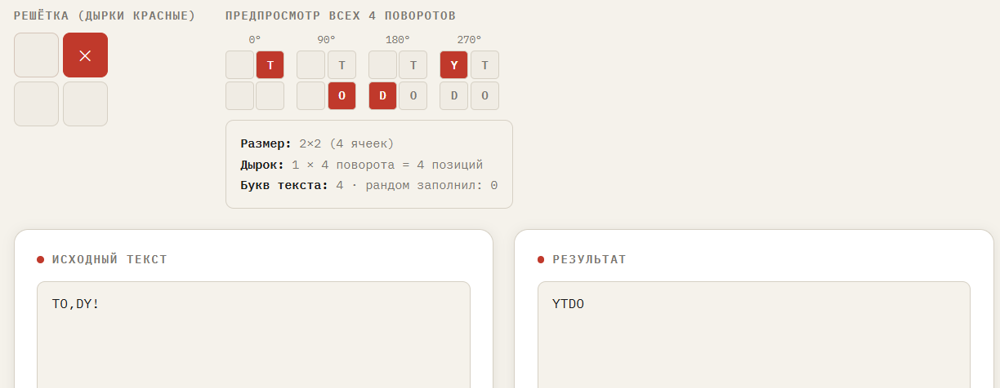 РЕШЁТКА (ДЫРКИ КРАСНЫЕ)
×
ПРЕДПРОСМОТР ВСЕХ 4 ПОВОРОТОВ
0° 90° 180° 270°
T T T Y T
O D O D O
Размер: 2×2 (4 ячеек)
Дырок: 1 × 4 поворота = 4 позиций
Букв текста: 4 · рандом заполнил: 0
ИСХОДНЫЙ ТЕКСТ
TO,DY!
РЕЗУЛЬТАТ
YTDO